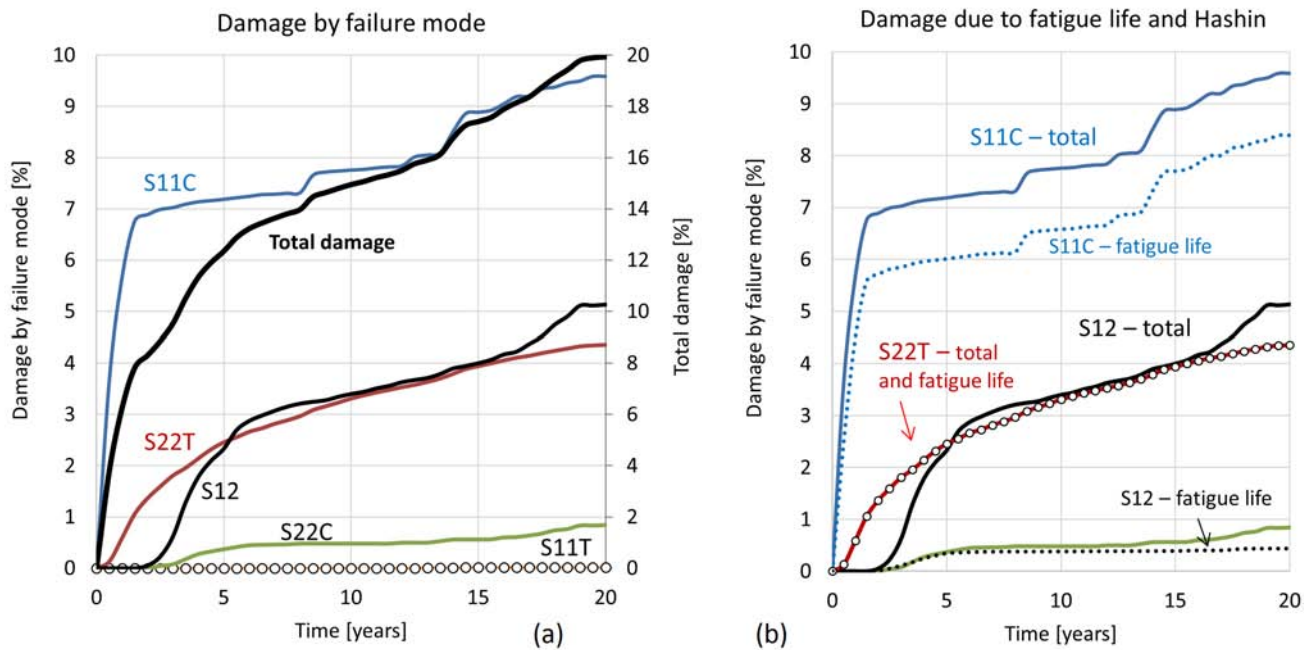 Damage by failure mode
Damage by failure mode [%]
10
9
8
7
6
5
4
3
2
1
0
S11C
Total damage
S22T
S12
S22C
S11T
20
18
16
14
12
10
8
6
4
2
0
Total damage [%]
0 5 10 15 20
Time [years]
(a)
Damage due to fatigue life and Hashin
Damage by failure mode [%]
10
9
8
7
6
5
4
3
2
1
0
S11C – total
S11C – fatigue life
S12 – total
S22T – total
and fatigue life
S12 – fatigue life
0 5 10 15 20
Time [years]
(b)